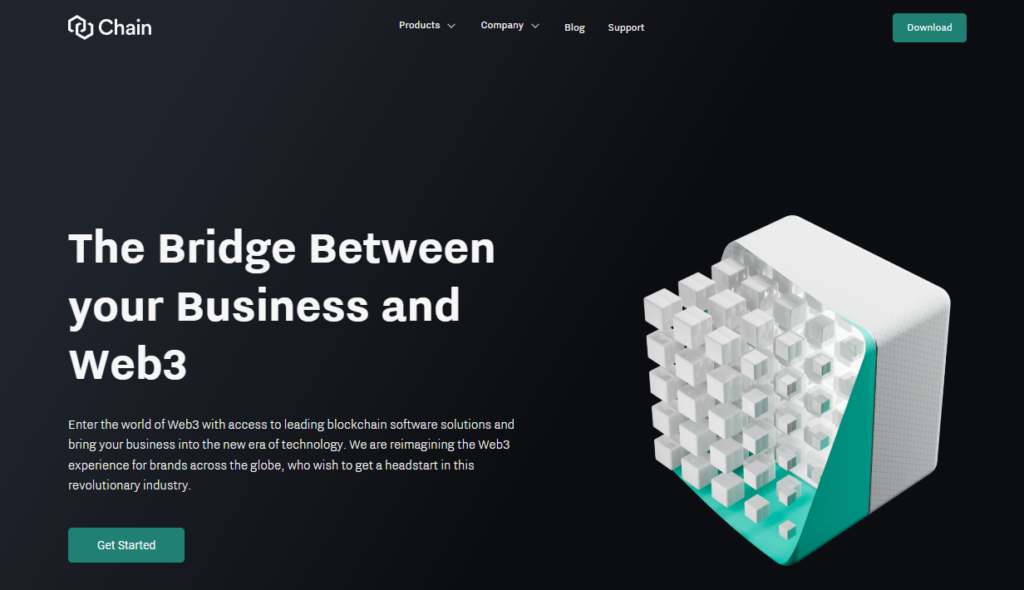 Chain
Products
Company
Blog
Support
Download
The Bridge Between
your Business and
Web3
Enter the world of Web3 with access to leading blockchain software solutions and
bring your business into the new era of technology. We are reimagining the Web3
experience for brands across the globe, who wish to get a headstart in this
revolutionary industry.
Get Started